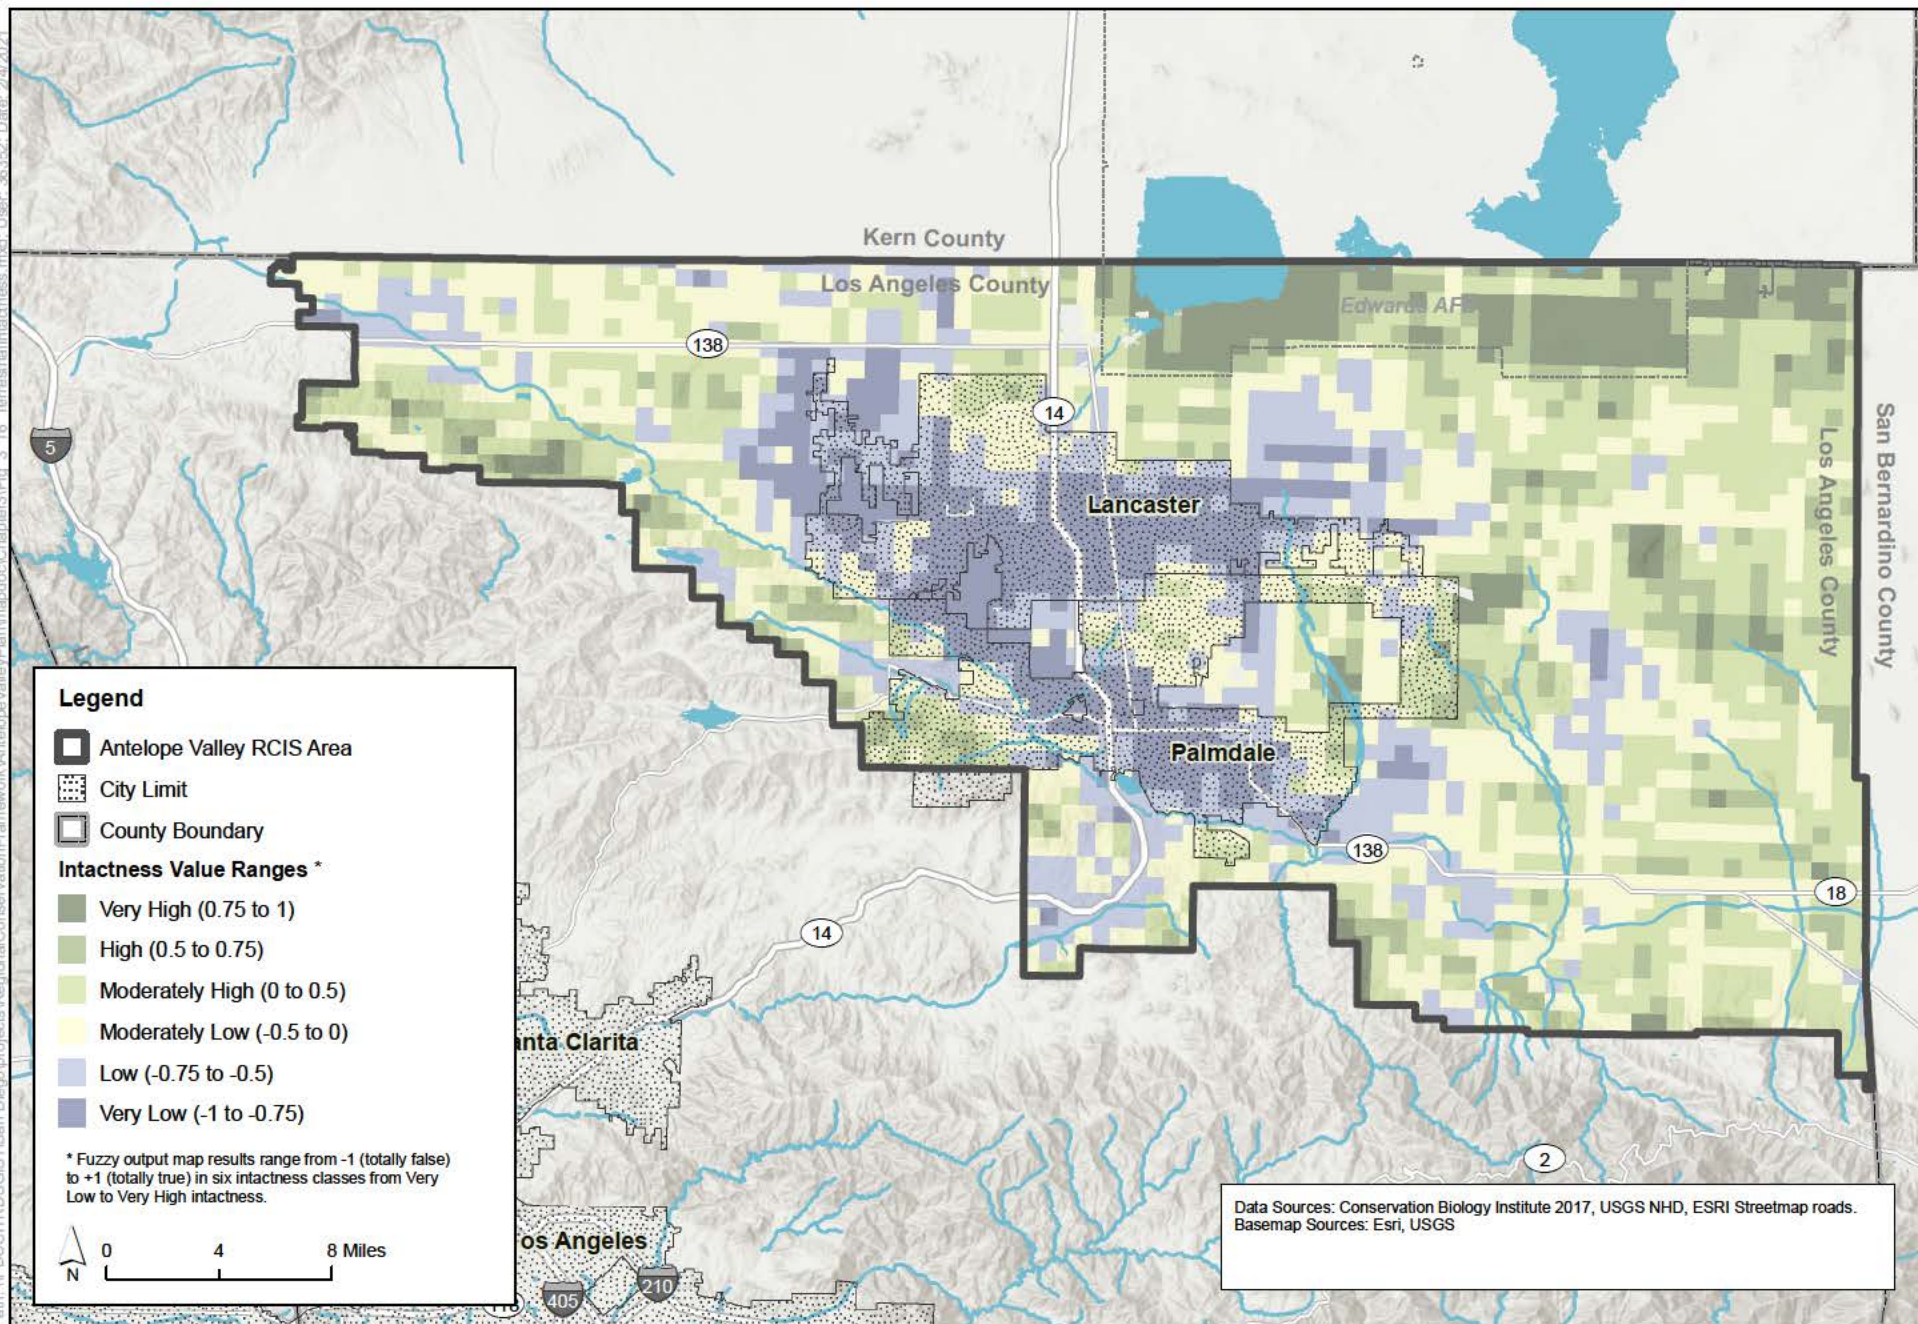 Kern County
Los Angeles County
Edwards AFB
138
14
5
Lancaster
San Bernardino County
Los Angeles County
Palmdale
138
18
14
anta Clarita
2
os Angeles
210
405
Legend
Antelope Valley RCIS Area
City Limit
County Boundary
Intactness Value Ranges *
Very High (0.75 to 1)
High (0.5 to 0.75)
Moderately High (0 to 0.5)
Moderately Low (-0.5 to 0)
Low (-0.75 to -0.5)
Very Low (-1 to -0.75)
* Fuzzy output map results range from -1 (totally false)
to +1 (totally true) in six intactness classes from Very
Low to Very High intactness.
N
0 4 8 Miles
Data Sources: Conservation Biology Institute 2017, USGS NHD, ESRI Streetmap roads.
Basemap Sources: Esri, USGS